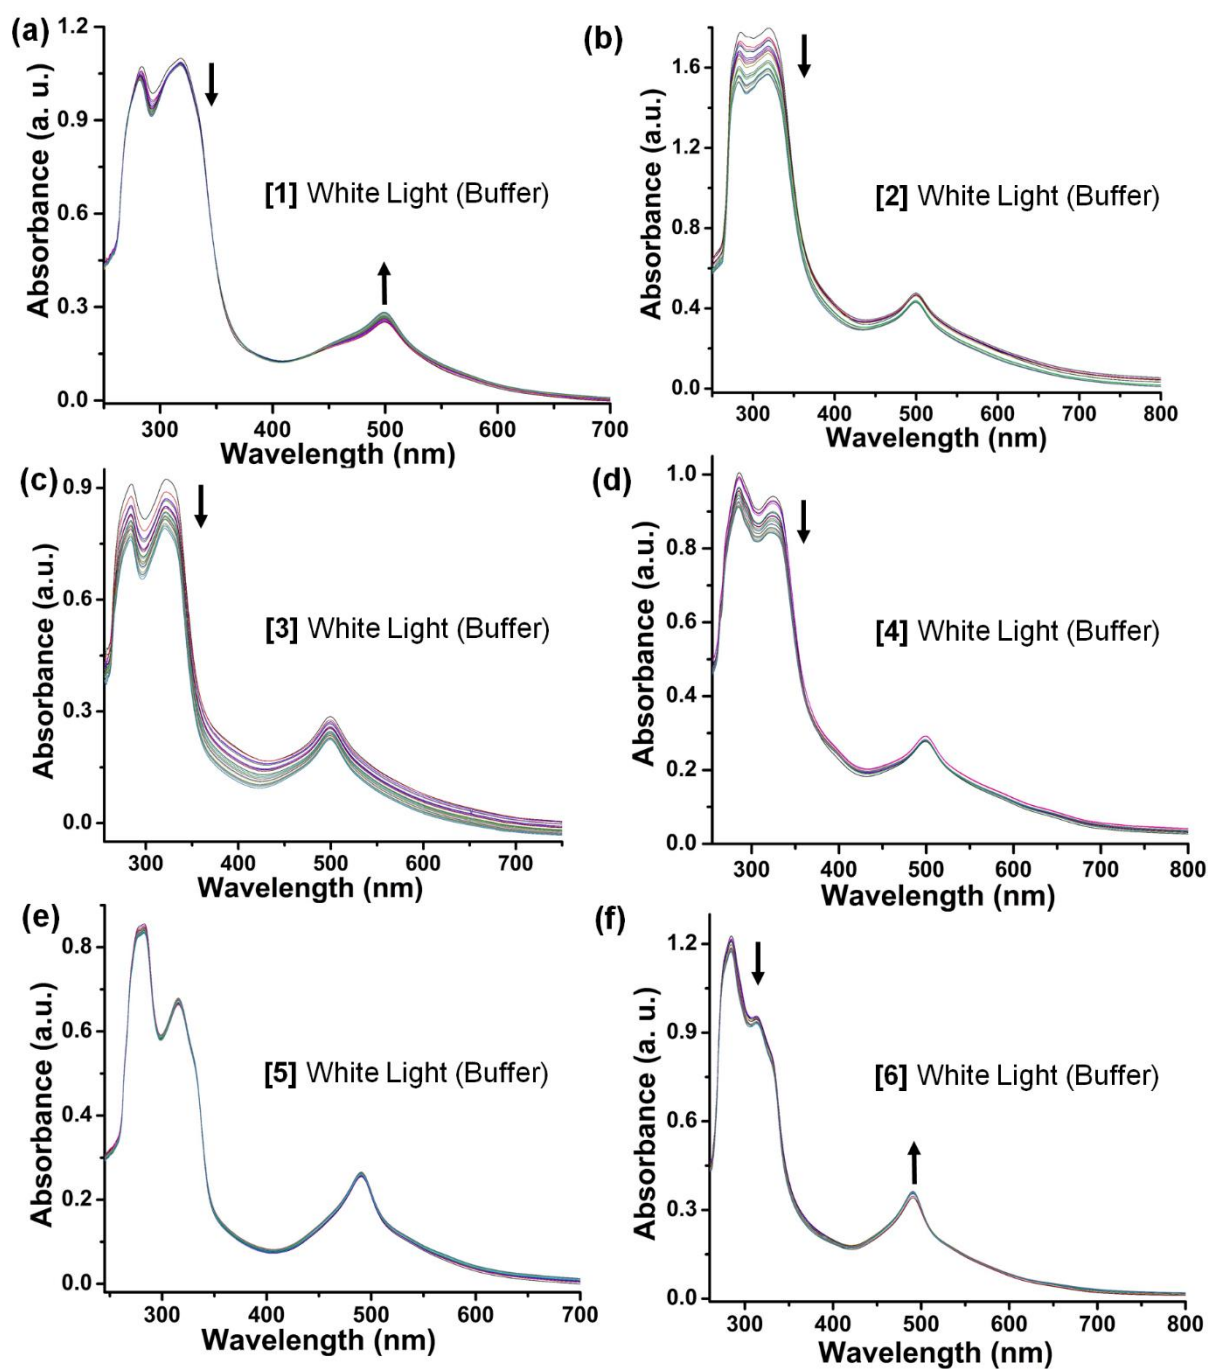 (a)
Absorbance (a. u.)
1.2
0.9
0.6
0.3
0.0
[1] White Light (Buffer)
300 400 500 600 700
Wavelength (nm)
(b)
Absorbance (a.u.)
1.6
1.2
0.8
0.4
0.0
[2] White Light (Buffer)
300 400 500 600 700 800
Wavelength (nm)
(c)
Absorbance (a.u.)
0.9
0.6
0.3
0.0
[3] White Light (Buffer)
300 400 500 600 700
Wavelength (nm)
(d)
Absorbance (a.u.)
1.0
0.8
0.6
0.4
0.2
0.0
[4] White Light (Buffer)
300 400 500 600 700 800
Wavelength (nm)
(e)
Absorbance (a.u.)
0.8
0.6
0.4
0.2
0.0
[5] White Light (Buffer)
300 400 500 600 700
Wavelength (nm)
(f)
Absorbance (a. u.)
1.2
0.9
0.6
0.3
0.0
[6] White Light (Buffer)
300 400 500 600 700 800
Wavelength (nm)